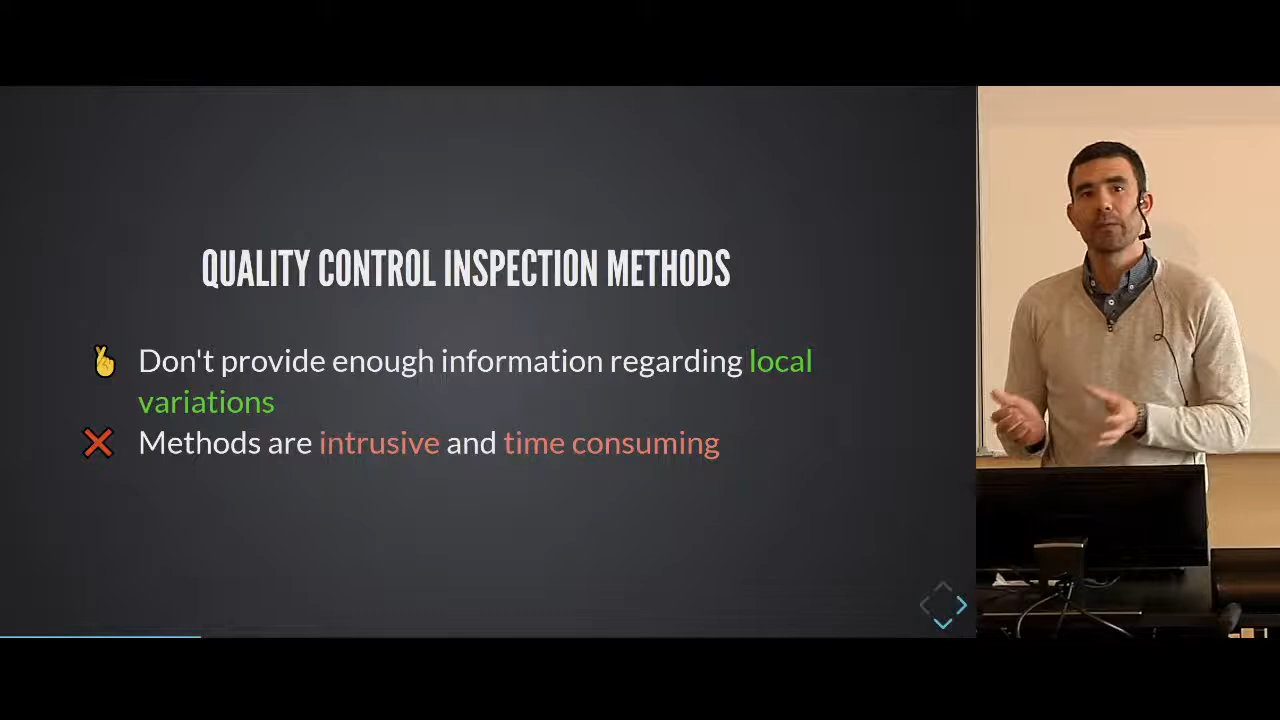 QUALITY CONTROL INSPECTION METHODS
Don't provide enough information regarding local
variations
Methods are intrusive and time consuming